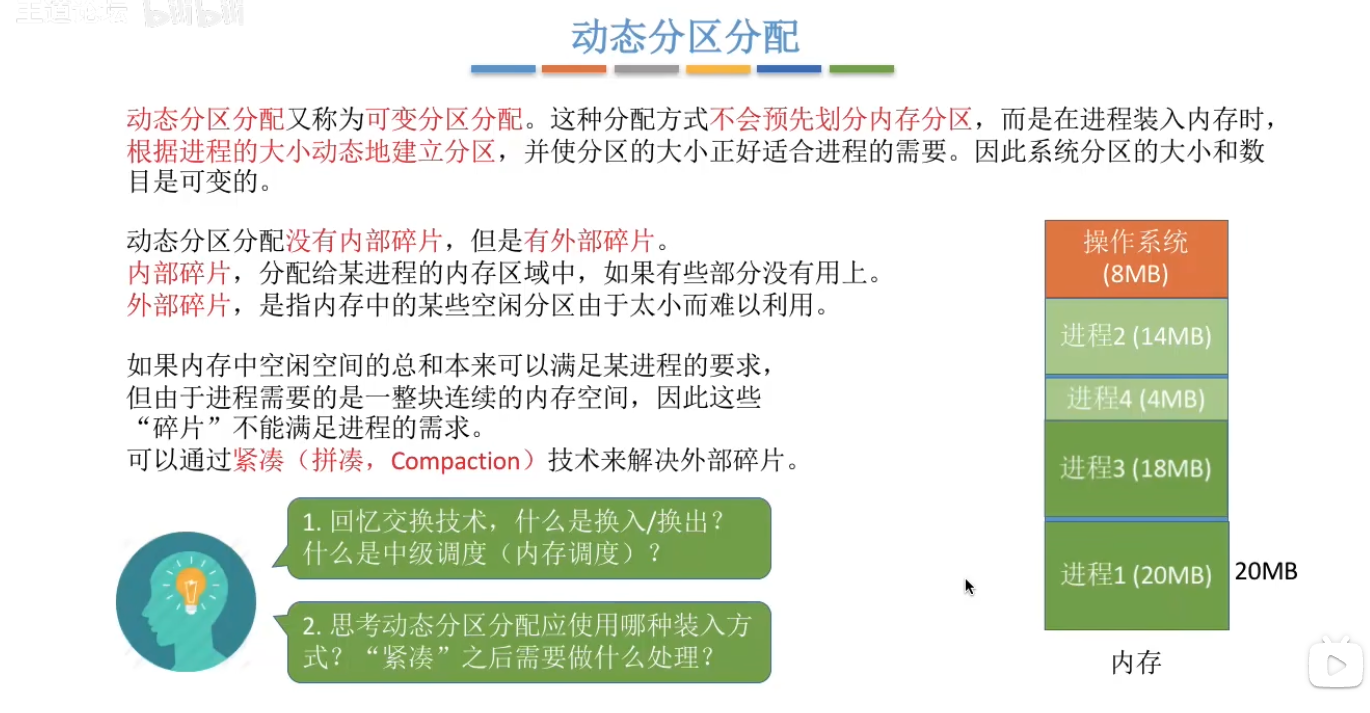 王道论坛 bilibili
动态分区分配
动态分区分配又称为可变分区分配。这种分配方式不会预先划分内存分区，而是在进程装入内存时，
根据进程的大小动态地建立分区，并使分区的大小正好适合进程的需要。因此系统分区的大小和数
目是可变的。
动态分区分配没有内部碎片，但是有外部碎片。
内部碎片，分配给某进程的内存区域中，如果有些部分没有用上。
外部碎片，是指内存中的某些空闲分区由于太小而难以利用。
如果内存中空闲空间的总和本来可以满足某进程的要求，
但由于进程需要的是一整块连续的内存空间，因此这些
“碎片”不能满足进程的需求。
可以通过紧凑（拼凑，Compaction）技术来解决外部碎片。
1. 回忆交换技术，什么是换入/换出？
什么是中级调度（内存调度）？
2. 思考动态分区分配应使用哪种装入方
式？“紧凑”之后需要做什么处理？
操作系统
(8MB)
进程2 (14MB)
进程4 (4MB)
进程3 (18MB)
进程1 (20MB)
20MB
内存